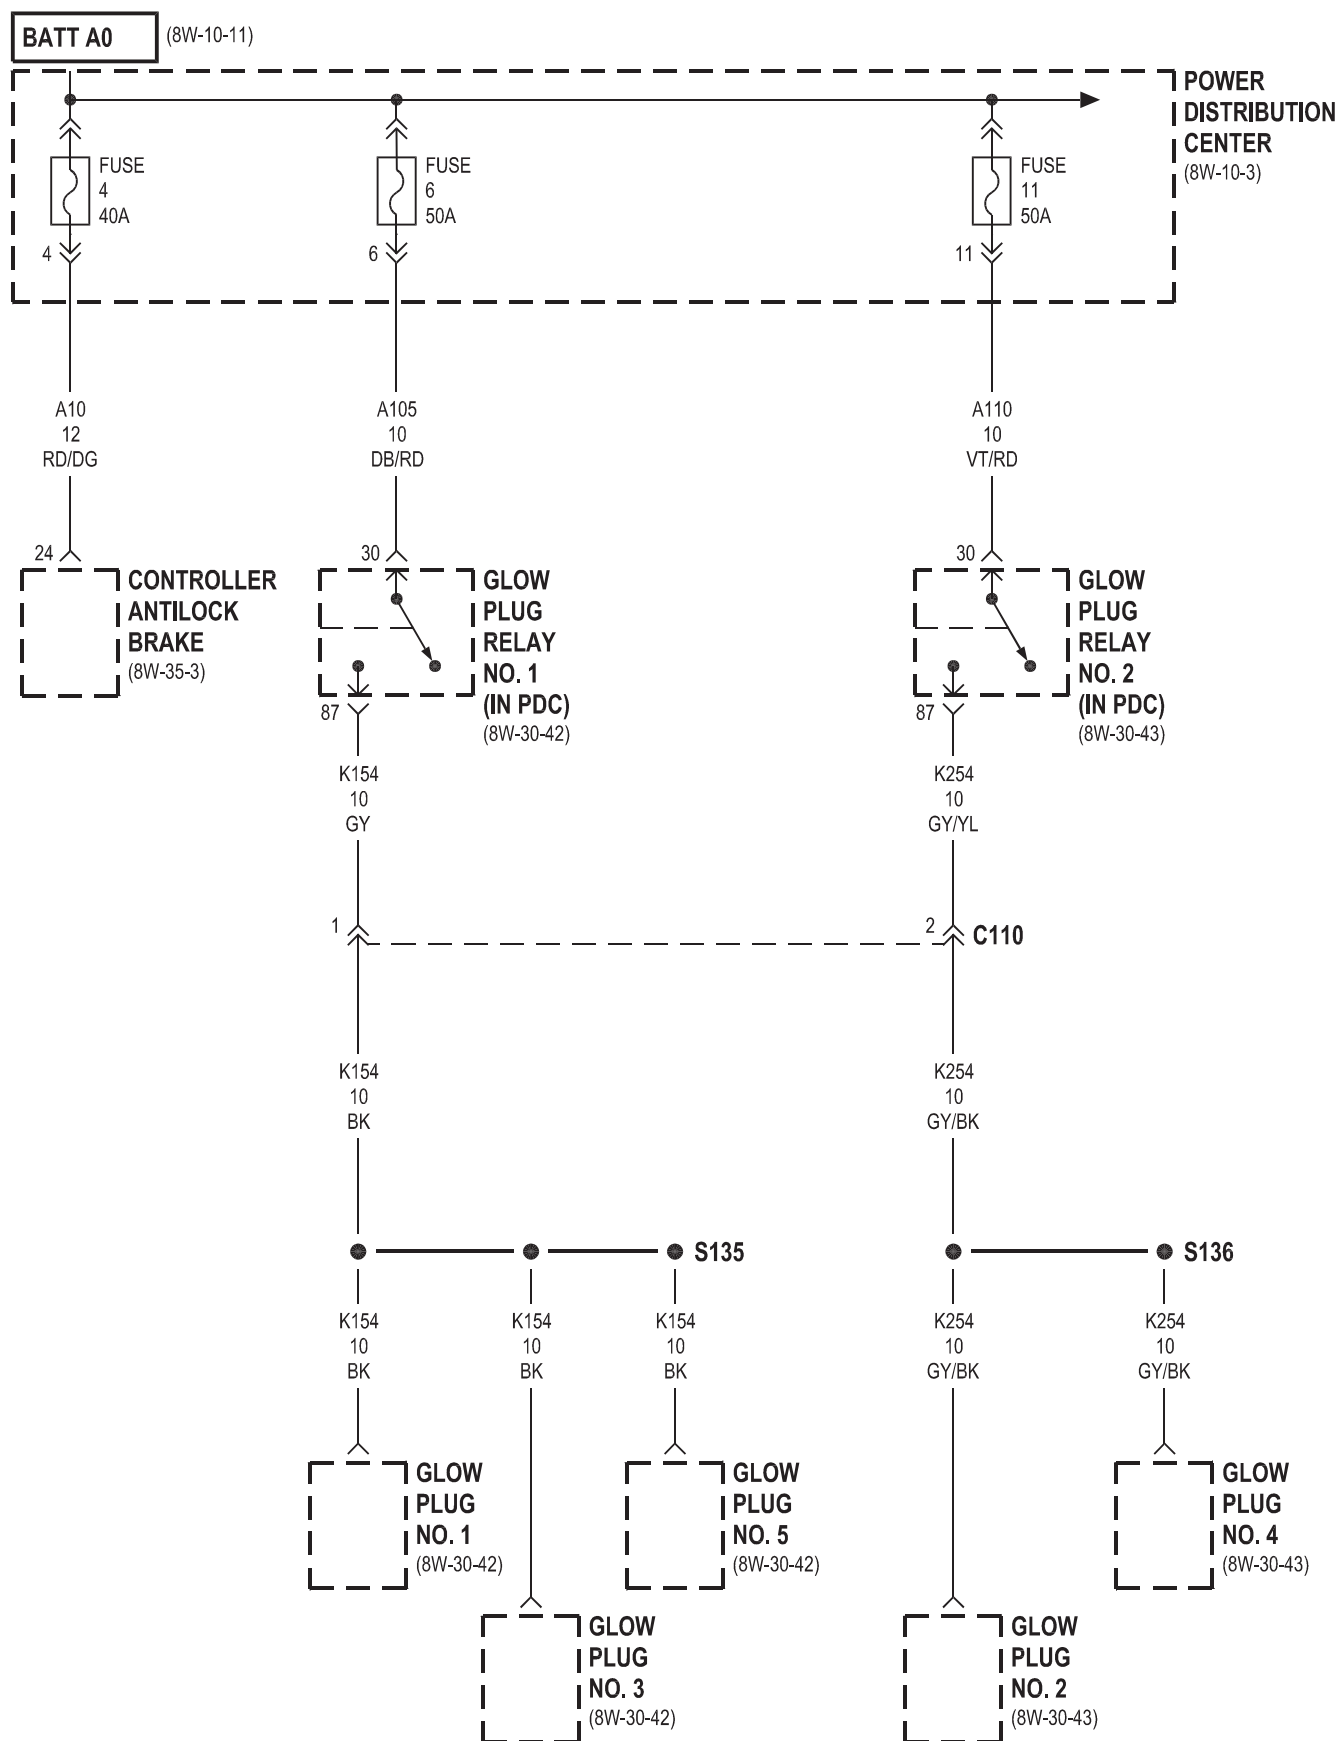 BATT A0 (8W-10-11)
POWER
DISTRIBUTION
CENTER
(8W-10-3)
FUSE
4
40A
4
FUSE
6
50A
6
FUSE
11
50A
11
A10
12
RD/DG
A105
10
DB/RD
A110
10
VT/RD
24
CONTROLLER
ANTILOCK
BRAKE
(8W-35-3)
30
GLOW
PLUG
RELAY
NO. 1
(IN PDC)
(8W-30-42)
87
30
GLOW
PLUG
RELAY
NO. 2
(IN PDC)
(8W-30-43)
87
K154
10
GY
K254
10
GY/YL
1
2
C110
K154
10
BK
K254
10
GY/BK
S135
S136
K154
10
BK
K154
10
BK
K154
10
BK
K254
10
GY/BK
K254
10
GY/BK
GLOW
PLUG
NO. 1
(8W-30-42)
GLOW
PLUG
NO. 5
(8W-30-42)
GLOW
PLUG
NO. 4
(8W-30-43)
GLOW
PLUG
NO. 3
(8W-30-42)
GLOW
PLUG
NO. 2
(8W-30-43)